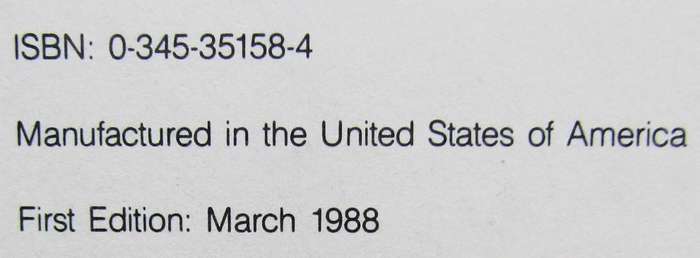 ISBN: 0-345-35158-4
Manufactured in the United States of America
First Edition: March 1988